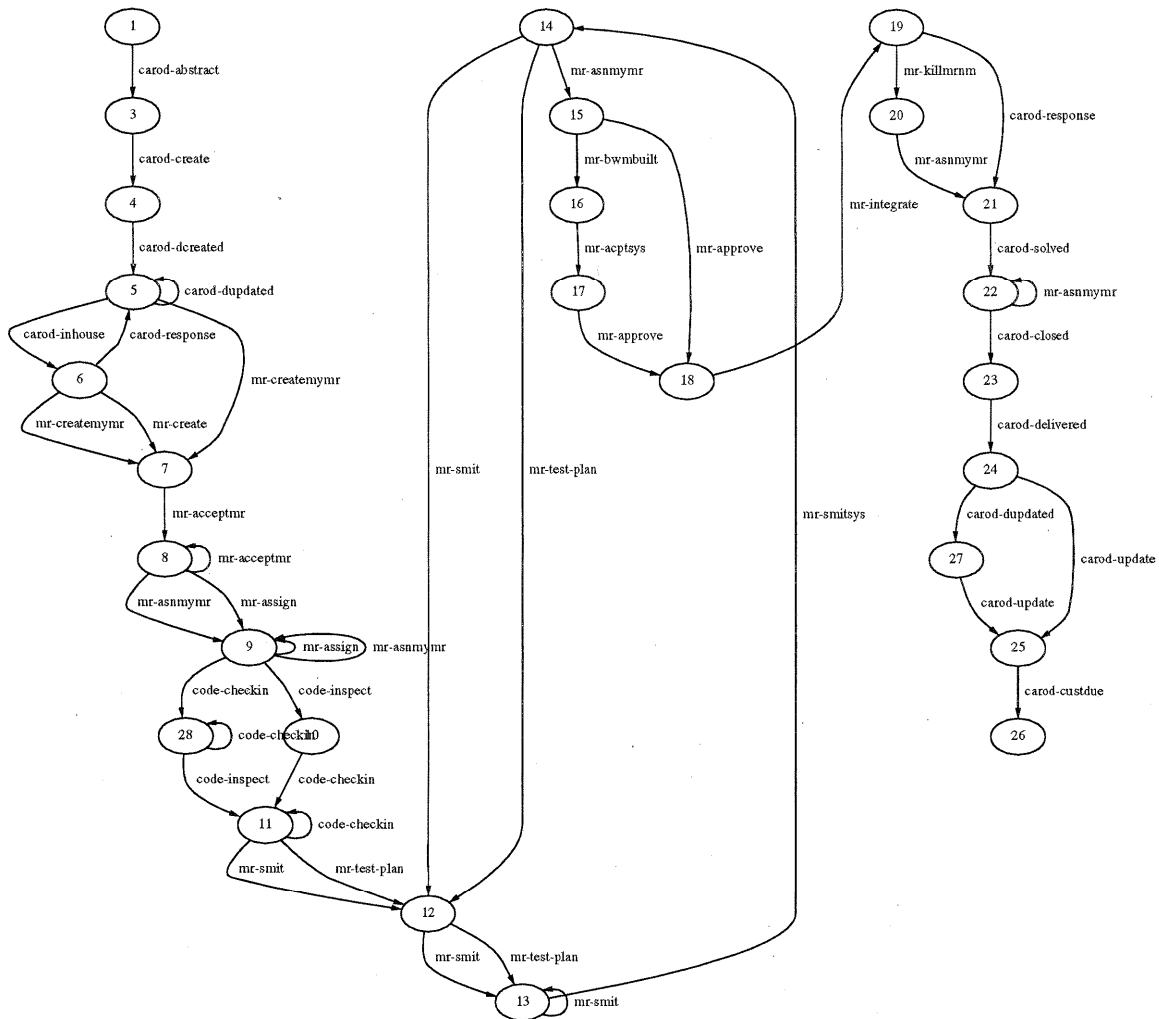 1
carod-abstract
3
carod-create
4
carod-dcreated
5
carod-dupdated
carod-inhouse
carod-response
6
mr-createmymr
mr-createmymr
mr-create
7
mr-acceptmr
8
mr-acceptmr
mr-asnmymr
mr-assign
9
mr-assign
mr-asnmymr
code-checkin
code-inspect
28
code-checkin
10
code-inspect
code-checkin
11
code-checkin
mr-smit
mr-test-plan
12
mr-smit
mr-test-plan
13
mr-smit
14
mr-asnmymr
15
mr-bwmbuilt
16
mr-acptsys
mr-approve
17
mr-approve
18
mr-smit
mr-test-plan
mr-smitsys
mr-integrate
19
mr-killmrnm
20
carod-response
mr-asnmymr
21
carod-solved
22
mr-asnmymr
carod-closed
23
carod-delivered
24
carod-dupdated
27
carod-update
carod-update
25
carod-custdue
26